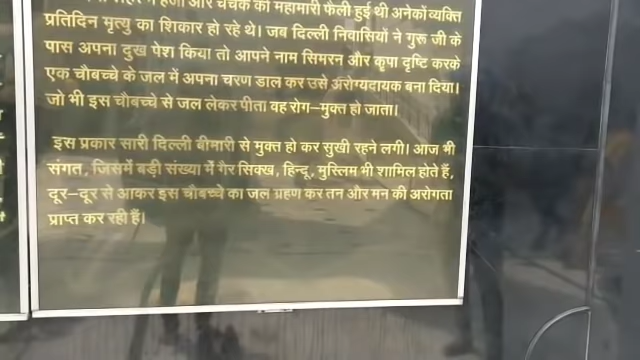 हैजा और चेचक की महामारी फैली हुई थी अनेकों व्यक्ति
प्रतिदिन मृत्यु का शिकार हो रहे थे। जब दिल्ली निवासियों ने गुरू जी के
पास अपना दुख पेश किया तो आपने नाम सिमरन और कृपा दृष्टि करके
एक चौबच्चे के जल में अपना चरण डाल कर उसे अरोग्यदायक बना दिया।
जो भी इस चौबच्चे से जल लेकर पीता वह रोग–मुक्त हो जाता।
इस प्रकार सारी दिल्ली बीमारी से मुक्त हो कर सुखी रहने लगी। आज भी
संगत, जिसमें बड़ी संख्या में गैर सिक्ख, हिन्दू, मुस्लिम भी शामिल होते हैं,
दूर–दूर से आकर इस चौबच्चे का जल ग्रहण कर तन और मन की अरोगता
प्राप्त कर रही हैं।